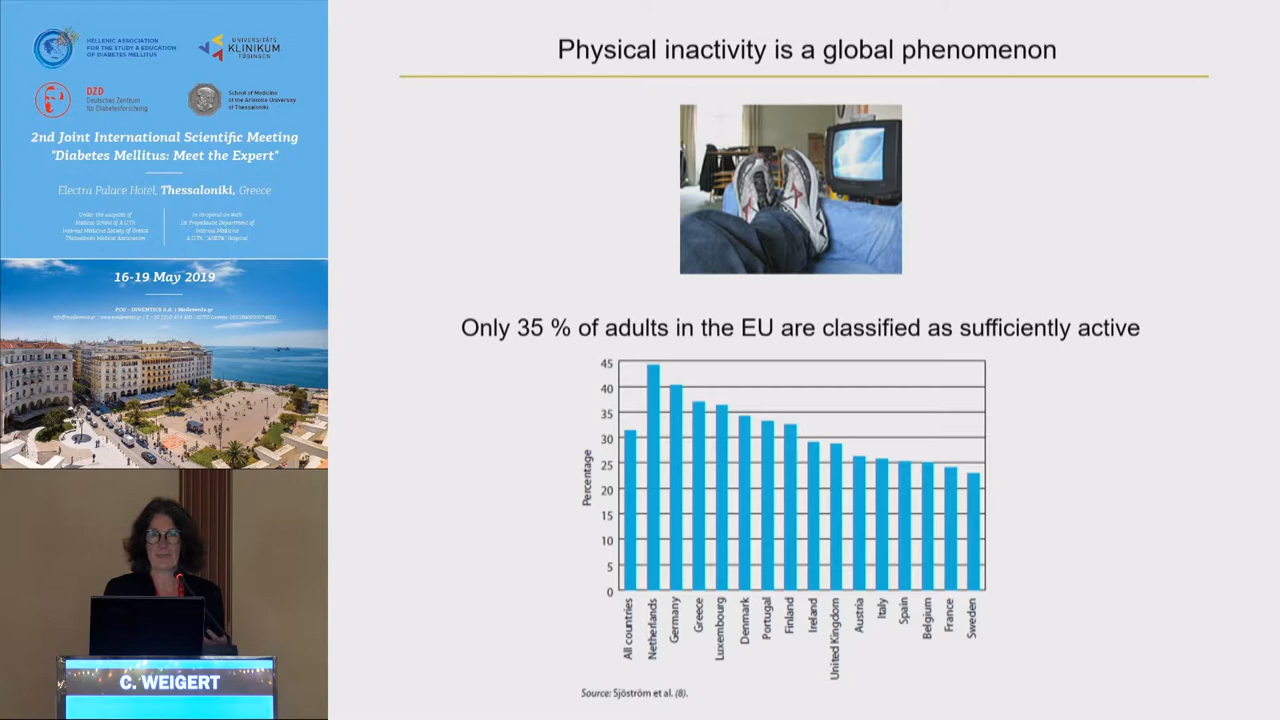 HELLENIC ASSOCIATION
FOR THE STUDY & EDUCATION
OF DIABETES MELLITUS
UNIVERSITÄTS
KLINIKUM
TÜBINGEN
DZD
Deutsches Zentrum
für Diabetesforschung
School of Medicine
of the Aristotle University
of Thessaloniki
2nd Joint International Scientific Meeting
"Diabetes Mellitus: Meet the Expert"
Electra Palace Hotel, Thessaloniki, Greece
Under the auspices of
Medical School of A.U.Th.
Internal Medicine Society of Greece
Thessaloniki Medical Association
In co-operation with
1st Propedeutic Department of
Internal Medicine
A.U.Th. "AHEPA" Hospital
16-19 May 2019
PCO - INVENTICS S.A. | Medevents.gr
C. WEIGERT
Physical inactivity is a global phenomenon
Only 35 % of adults in the EU are classified as sufficiently active
Percentage
45
40
35
30
25
20
15
10
5
0
All countries
Netherlands
Germany
Greece
Luxembourg
Denmark
Portugal
Finland
Ireland
United Kingdom
Austria
Italy
Spain
Belgium
France
Sweden
Source: Sjöström et al. (8).